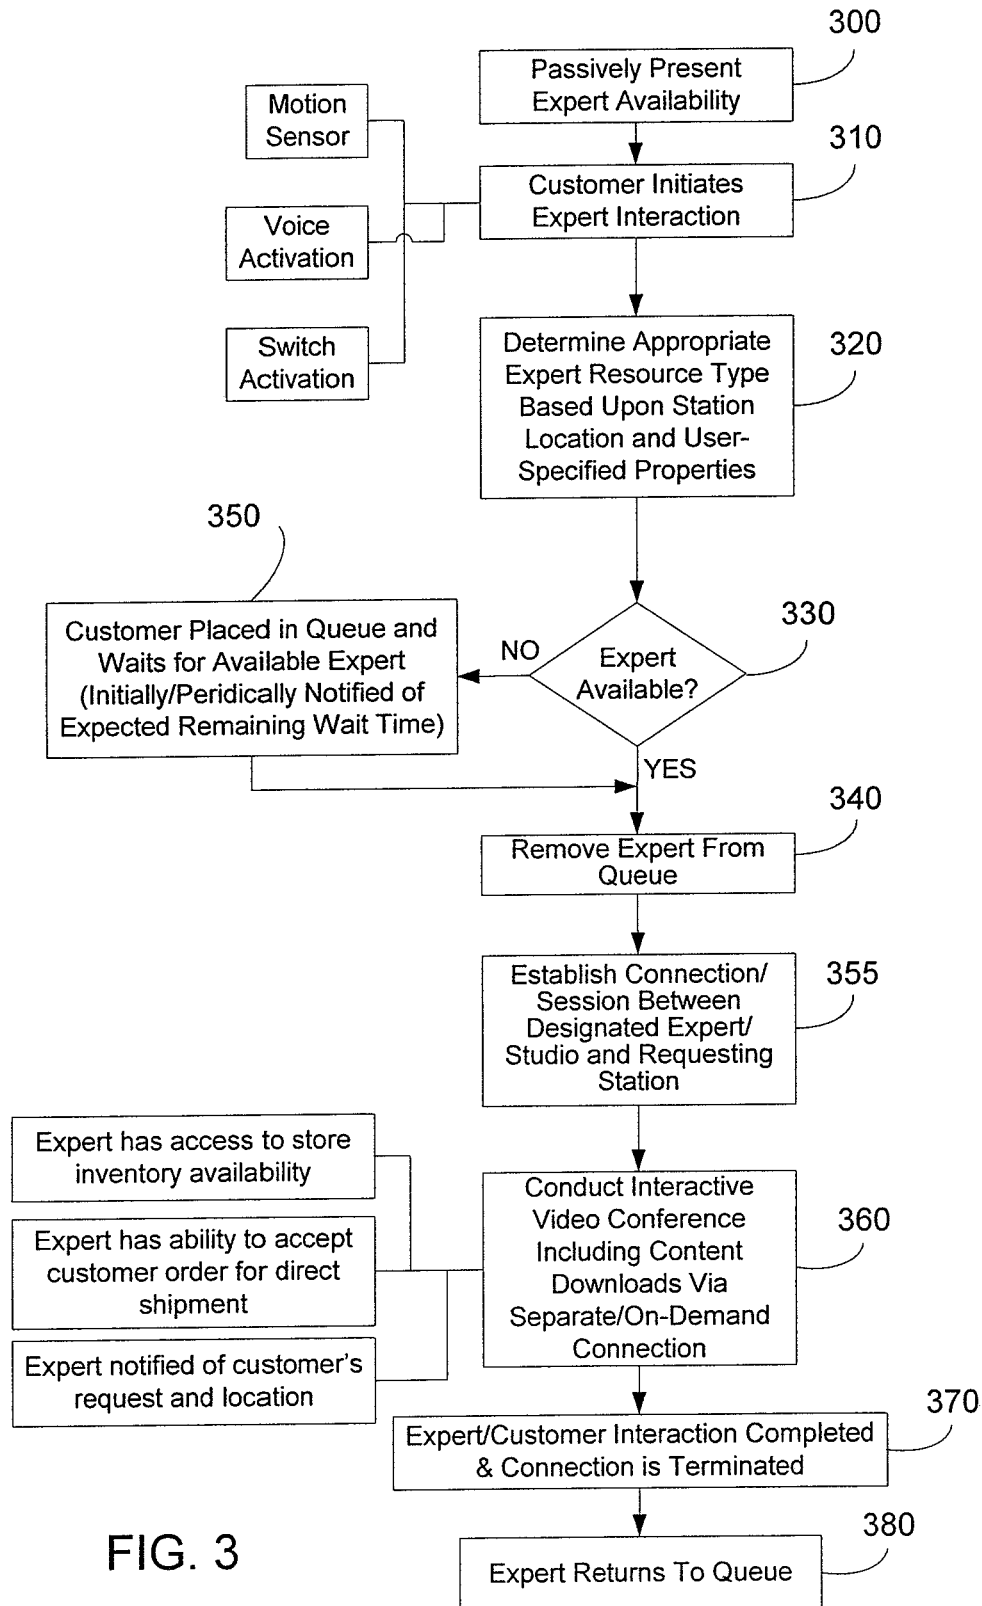 300
Passively Present
Expert Availability
Motion
Sensor
310
Customer Initiates
Expert Interaction
Voice
Activation
Switch
Activation
320
Determine Appropriate
Expert Resource Type
Based Upon Station
Location and User-
Specified Properties
350
Customer Placed in Queue and
Waits for Available Expert
(Initially/Peridically Notified of
Expected Remaining Wait Time)
NO
330
Expert
Available?
YES
340
Remove Expert From
Queue
355
Establish Connection/
Session Between
Designated Expert/
Studio and Requesting
Station
Expert has access to store
inventory availability
Expert has ability to accept
customer order for direct
shipment
Expert notified of customer's
request and location
360
Conduct Interactive
Video Conference
Including Content
Downloads Via
Separate/On-Demand
Connection
370
Expert/Customer Interaction Completed
& Connection is Terminated
380
Expert Returns To Queue
FIG. 3